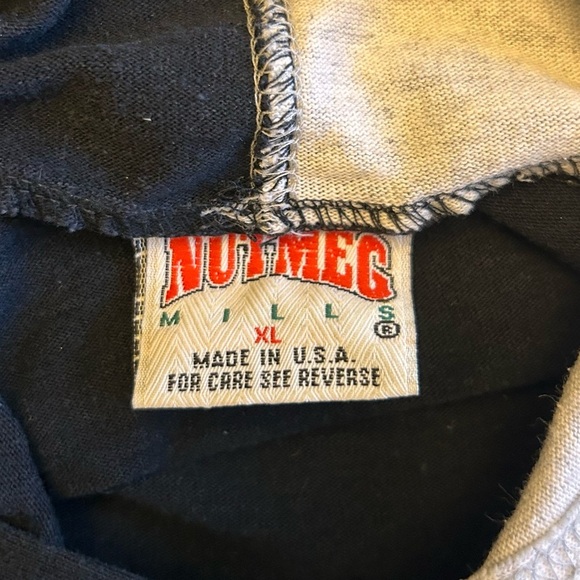 NUTMEG
MILLS ®
XL
MADE IN U.S.A.
FOR CARE SEE REVERSE